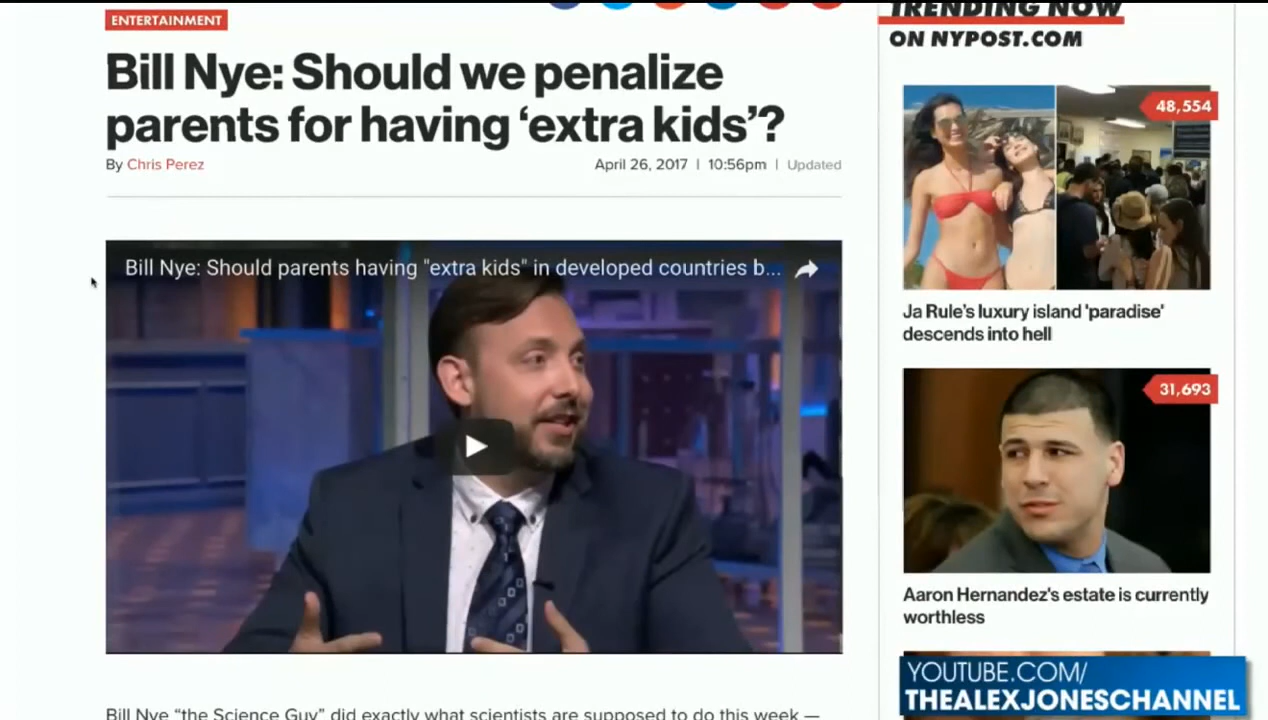 ENTERTAINMENT
Bill Nye: Should we penalize
parents for having ‘extra kids’?
By Chris Perez
April 26, 2017 | 10:56pm | Updated
Bill Nye: Should parents having "extra kids" in developed countries b...
Bill Nye “the Science Guy” did exactly what scientists are supposed to do this week —
TRENDING NOW
ON NYPOST.COM
48,554
Ja Rule's luxury island 'paradise'
descends into hell
31,693
Aaron Hernandez's estate is currently
worthless
YOUTUBE.COM/
THEALEXJONESCHANNEL